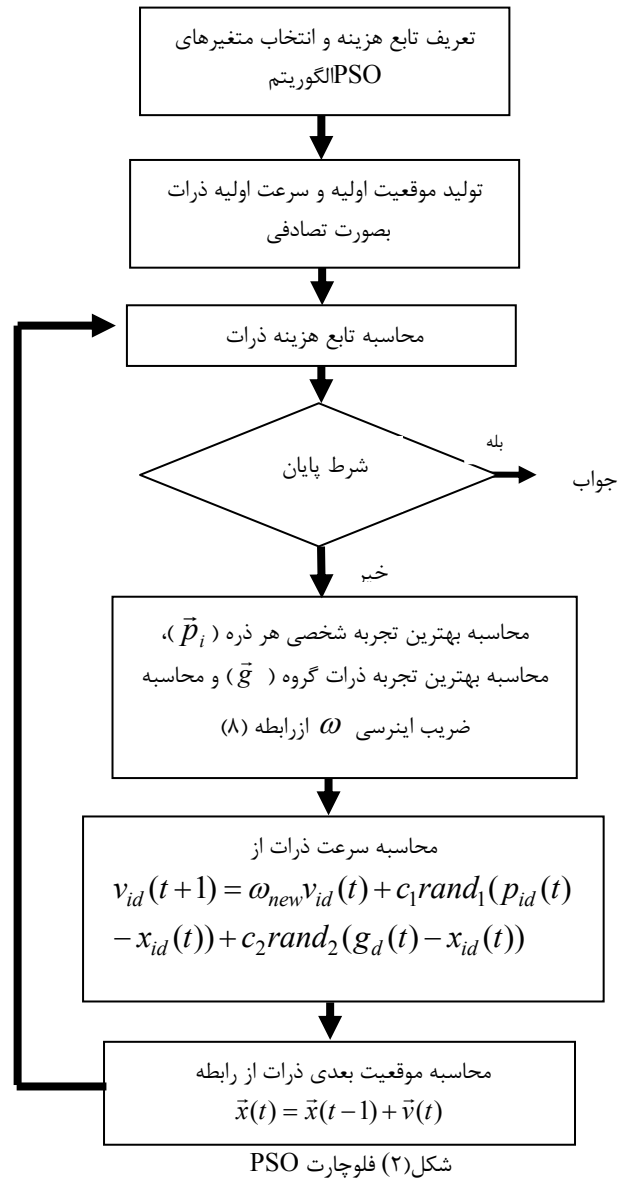 تعریف تابع هزینه و انتخاب متغیرهای
الگوریتمPSO
تولید موقعیت اولیه و سرعت اولیه ذرات
بصورت تصادفی
محاسبه تابع هزینه ذرات
شرط پایان
بله
جواب
خیر
محاسبه بهترین تجربه شخصی هر ذره ( $\vec{p}_i$ )،
محاسبه بهترین تجربه ذرات گروه ( $\vec{g}$ ) و محاسبه
ضریب اینرسی ω ازرابطه (۸)
محاسبه سرعت ذرات از
$v_{id}(t+1) = \omega_{new} v_{id}(t) + c_1 rand_1(p_{id}(t)$
$- x_{id}(t)) + c_2 rand_2(g_d(t) - x_{id}(t))$
محاسبه موقعیت بعدی ذرات از رابطه
$\vec{x}(t) = \vec{x}(t-1) + \vec{v}(t)$
شکل(۲) فلوچارت PSO